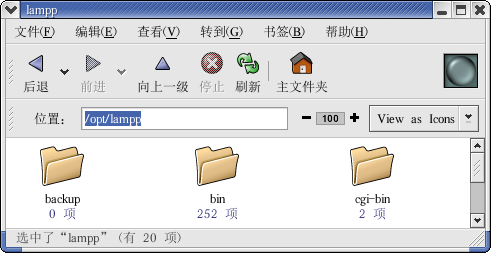 lampp
文件(F) 编辑(E) 查看(V) 转到(G) 书签(B) 帮助(H)
后退 前进 向上一级 停止 刷新 主文件夹
位置： /opt/lampp 100 View as Icons
backup bin cgi-bin
0 项 252 项 2 项
选中了“lampp” (有 20 项)